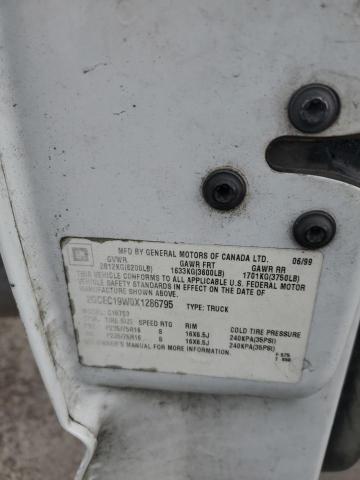 GM
MFD BY GENERAL MOTORS OF CANADA LTD. 06/99
GVWR GAWR FRT GAWR RR
2812KG(6200LB) 1633KG(3600LB) 1701KG(3750LB)
THIS VEHICLE CONFORMS TO ALL APPLICABLE U.S. FEDERAL MOTOR
VEHICLE SAFETY STANDARDS IN EFFECT ON THE DATE OF
MANUFACTURE SHOWN ABOVE.
2GCEC19W0X1286795 TYPE: TRUCK
MODEL: C10753
TIRE SIZE SPEED RTG RIM COLD TIRE PRESSURE
P235/75R16 S 16X6.5J 240KPA(35PSI)
P235/75R16 S 16X6.5J 240KPA(35PSI)
OWNER'S MANUAL FOR MORE INFO.